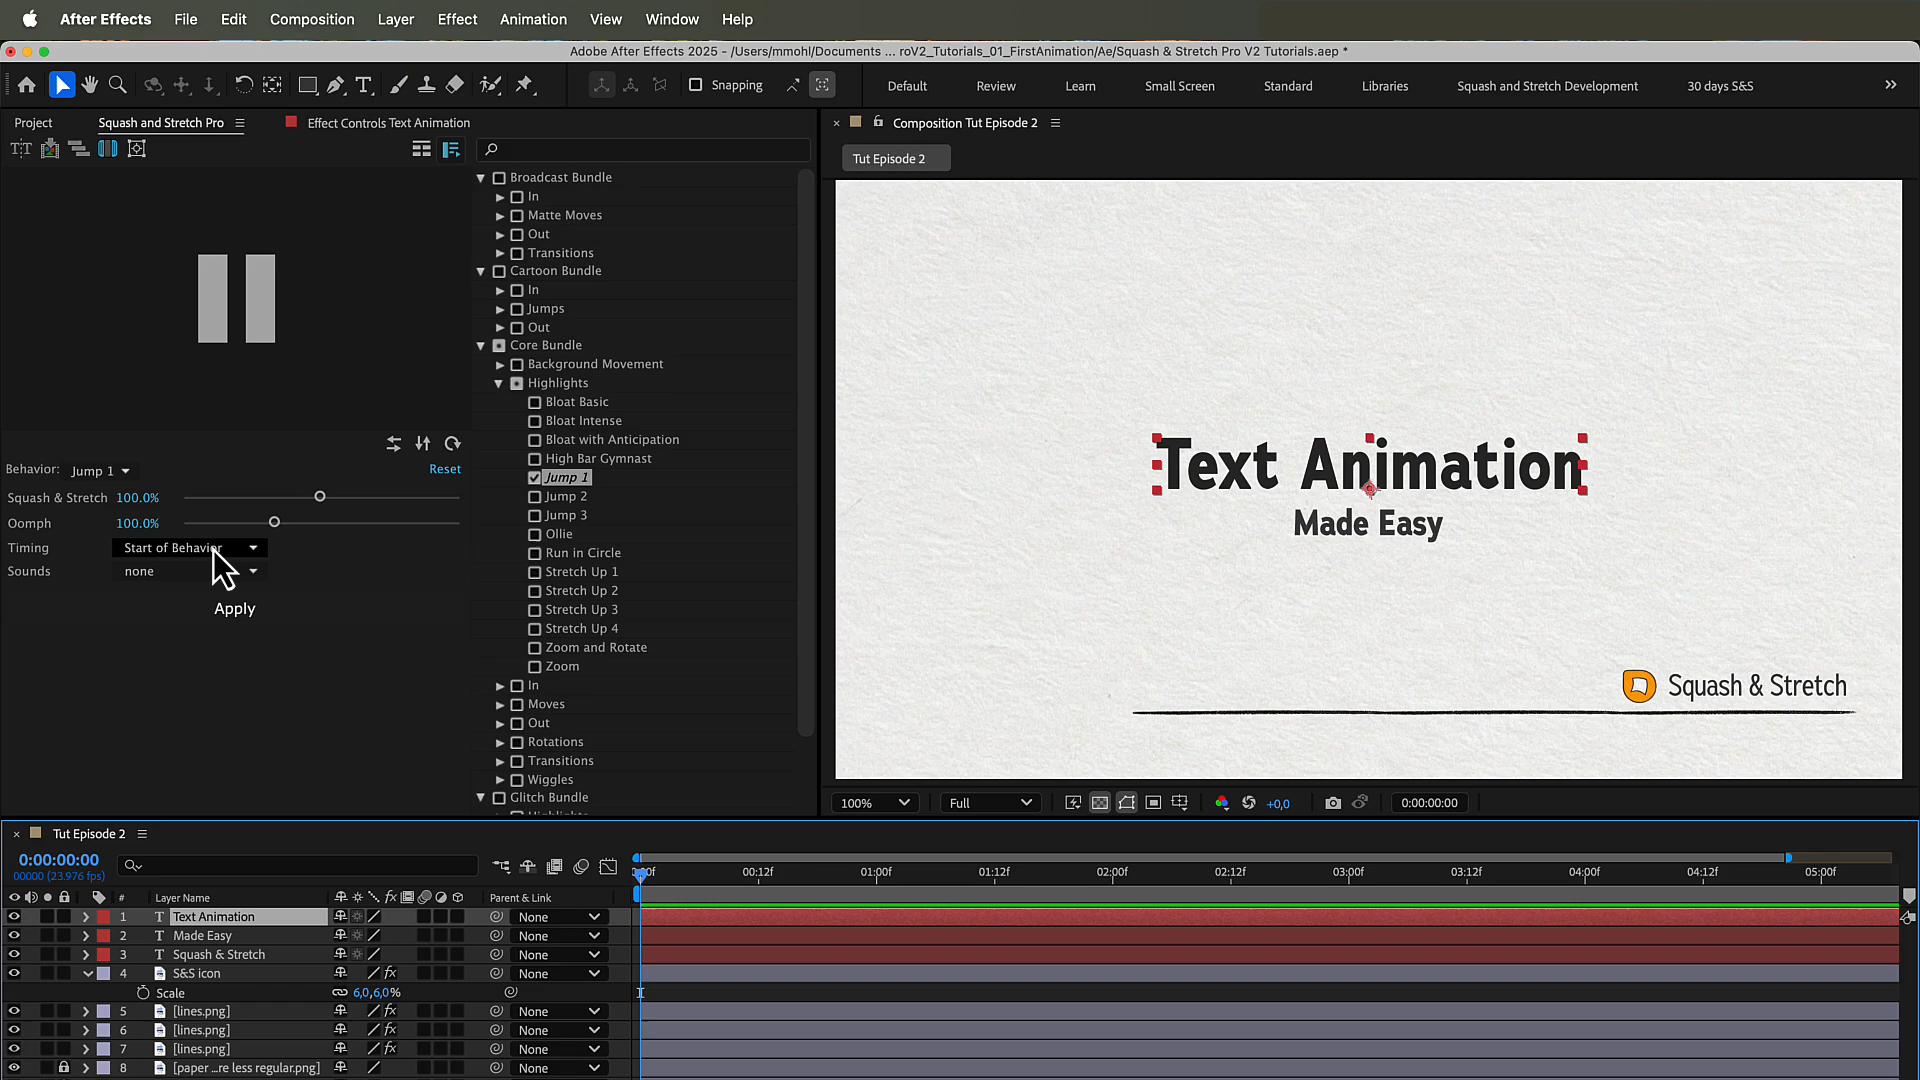 After Effects File Edit Composition Layer Effect Animation View Window Help
Adobe After Effects 2025 - /Users/mmohl/Documents ... roV2_Tutorials_01_FirstAnimation/Ae/Squash & Stretch Pro V2 Tutorials.aep *
Snapping Default Review Learn Small Screen Standard Libraries Squash and Stretch Development 30 days S&S
Project Squash and Stretch Pro Effect Controls Text Animation
Behavior: Jump 1 Reset
Squash & Stretch 100.0%
Oomph 100.0%
Timing Start of Behavior
Sounds none
Apply
Broadcast Bundle
In
Matte Moves
Out
Transitions
Cartoon Bundle
In
Jumps
Out
Core Bundle
Background Movement
Highlights
Bloat Basic
Bloat Intense
Bloat with Anticipation
High Bar Gymnast
Jump 1
Jump 2
Jump 3
Ollie
Run in Circle
Stretch Up 1
Stretch Up 2
Stretch Up 3
Stretch Up 4
Zoom and Rotate
Zoom
In
Moves
Out
Rotations
Transitions
Wiggles
Glitch Bundle
Composition Tut Episode 2
Tut Episode 2
Text Animation
Made Easy
Squash & Stretch
100% Full +0,0 0:00:00:00
Tut Episode 2
0:00:00:00
00000 (23.976 fps)
00:12f 01:00f 01:12f 02:00f 02:12f 03:00f 03:12f 04:00f 04:12f 05:00f
# Layer Name Parent & Link
1 T Text Animation None
2 T Made Easy None
3 T Squash & Stretch None
4 S&S icon None
Scale 6,0,6,0%
5 [lines.png] None
6 [lines.png] None
7 [lines.png] None
8 [paper ...re less regular.png] None